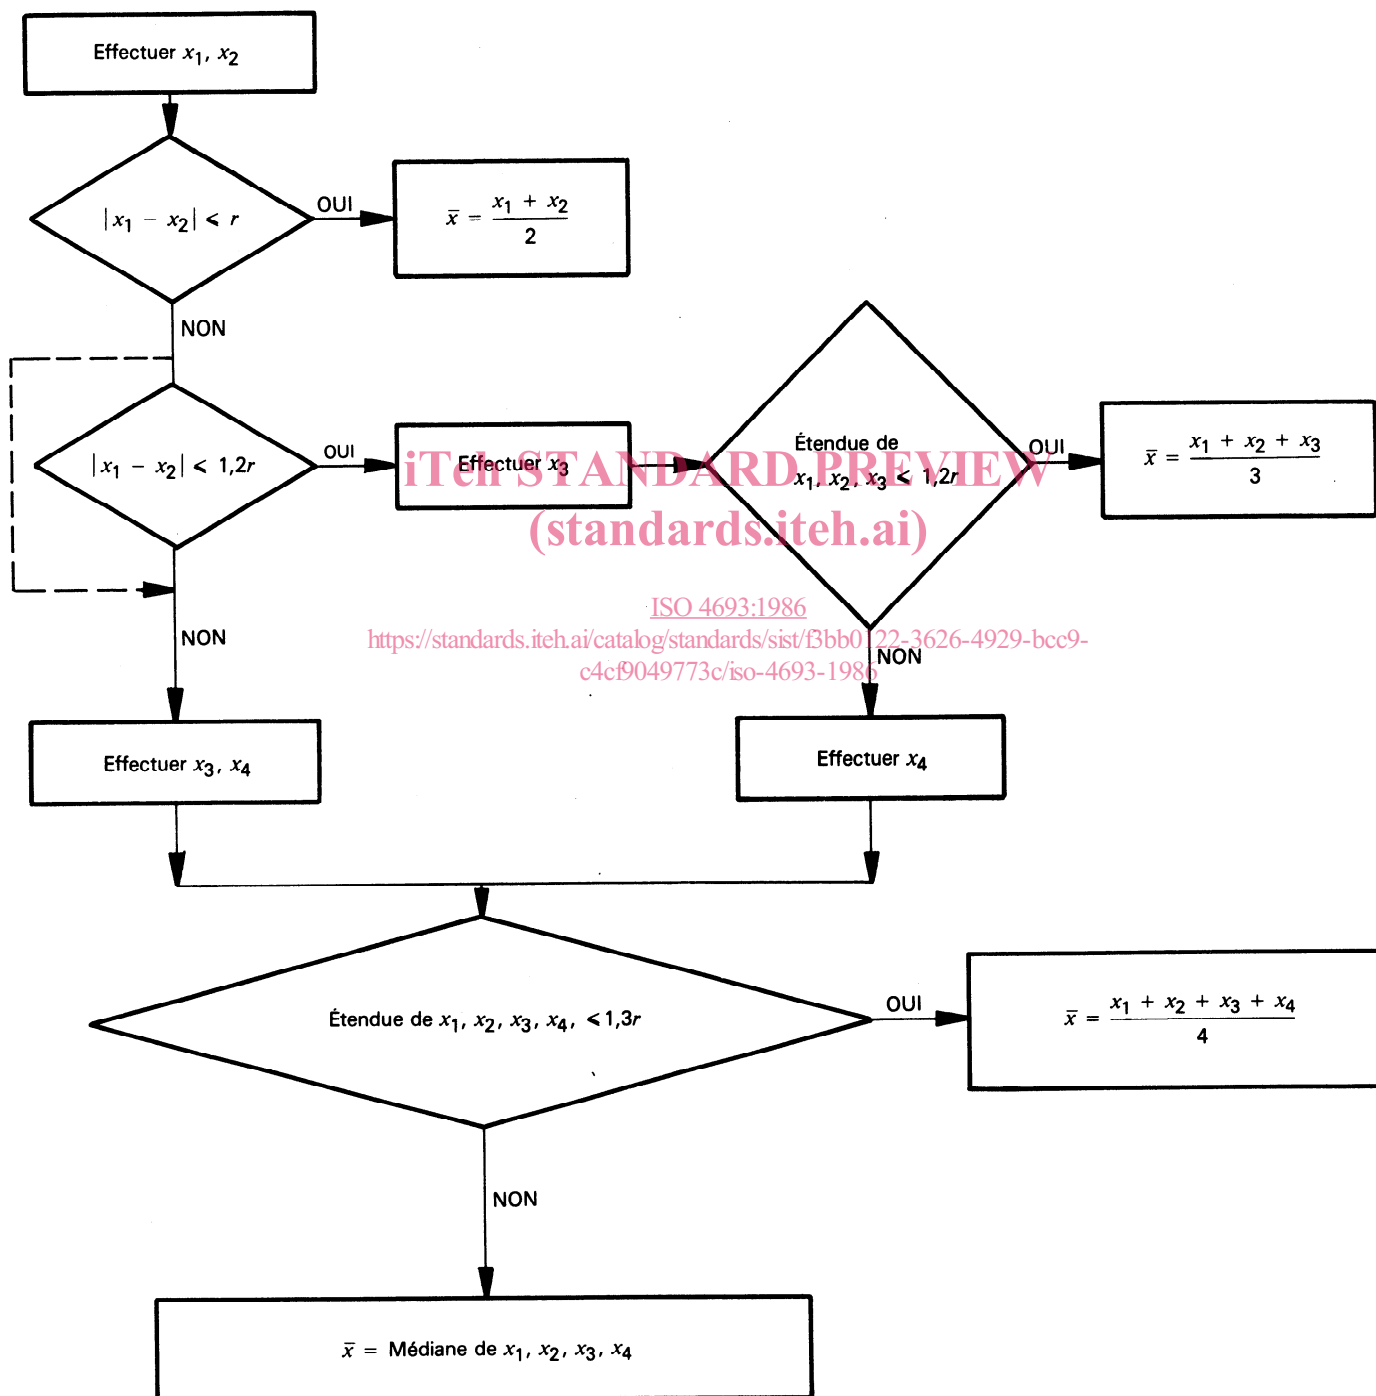 Effectuer x1, x2
|x1 − x2| < r
OUI
x̄ = (x1 + x2) / 2
NON
|x1 − x2| < 1,2r
OUI
Effectuer x3
Étendue de
x1, x2, x3 < 1,2r
OUI
x̄ = (x1 + x2 + x3) / 3
iTeh STANDARD PREVIEW
(standards.iteh.ai)
ISO 4693:1986
https://standards.iteh.ai/catalog/standards/sist/f3bb0122-3626-4929-bcc9-
c4cf9049773c/iso-4693-1986
NON
NON
Effectuer x3, x4
Effectuer x4
Étendue de x1, x2, x3, x4, < 1,3r
OUI
x̄ = (x1 + x2 + x3 + x4) / 4
NON
x̄ = Médiane de x1, x2, x3, x4